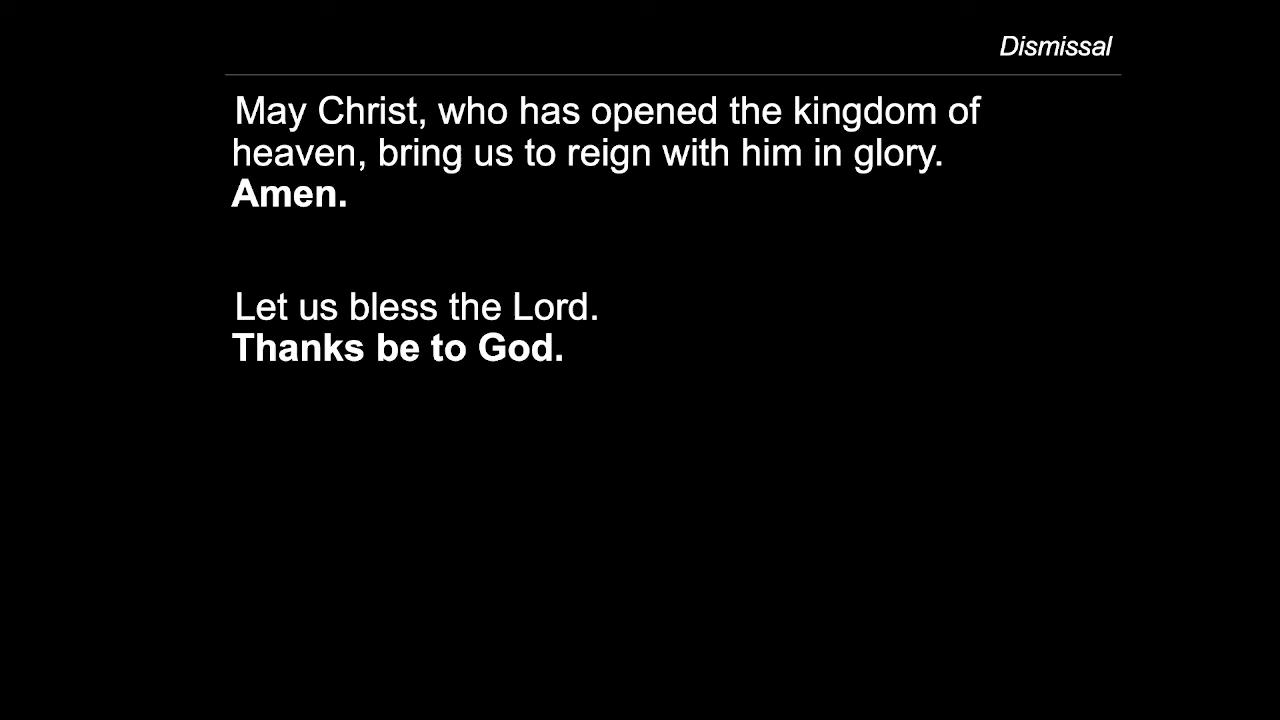 Dismissal
May Christ, who has opened the kingdom of
heaven, bring us to reign with him in glory.
Amen.
Let us bless the Lord.
Thanks be to God.